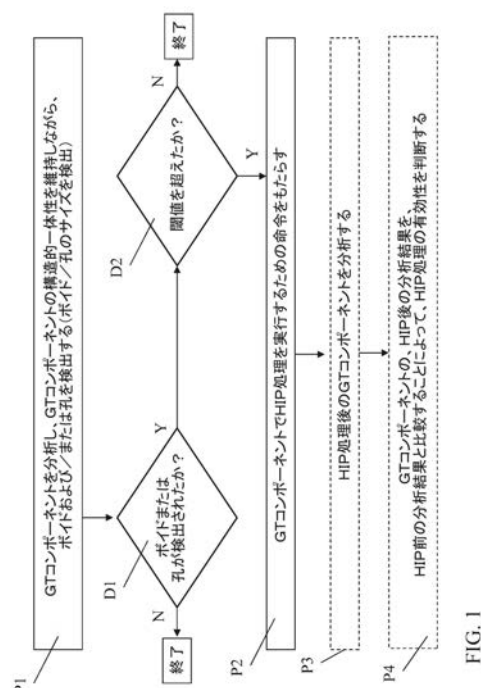 P1
GTコンポーネントを分析し、GTコンポーネントの構造的一体性を維持しながら、
ボイドおよび/または孔を検出する(ボイド/孔のサイズを検出)
D1
ボイドまたは
孔が検出されたか?
N
終了
Y
D2
閾値を超えたか?
N
終了
Y
P2
GTコンポーネントでHIP処理を実行するための命令をもたらす
P3
HIP処理後のGTコンポーネントを分析する
P4
GTコンポーネントの、HIP後の分析結果を、
HIP前の分析結果と比較することによって、HIP処理の有効性を判断する
FIG. 1